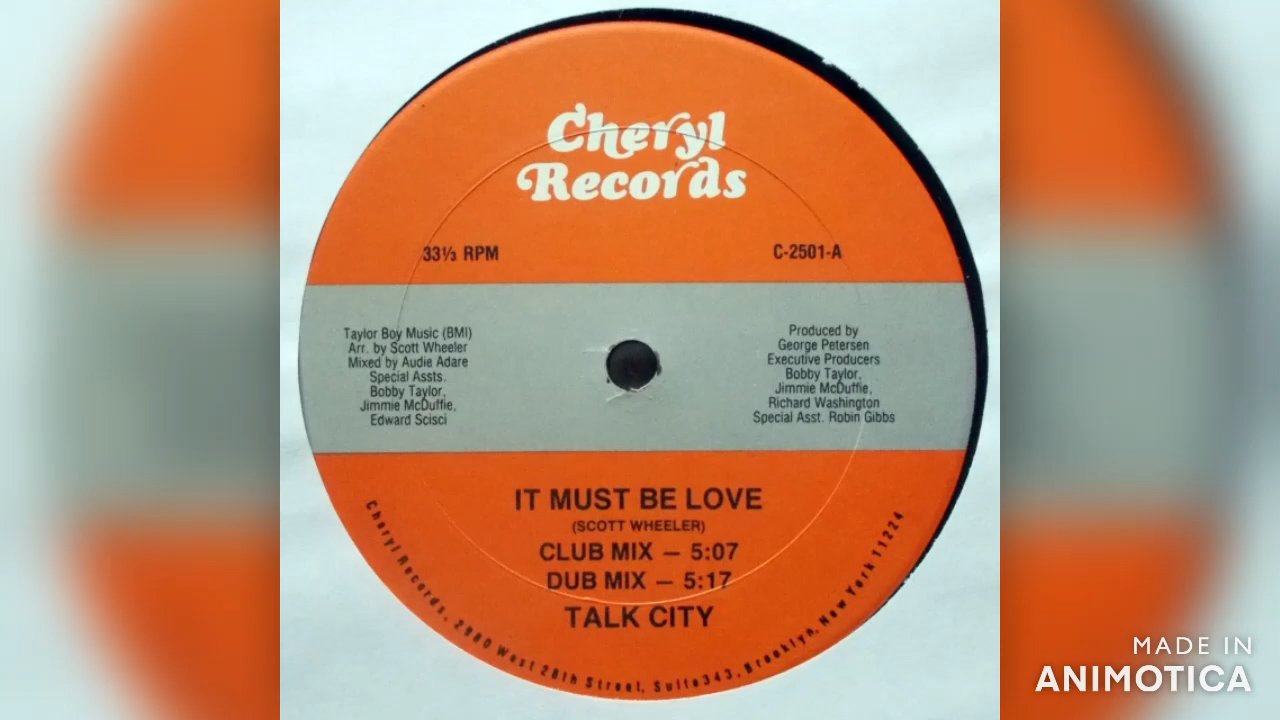 Cheryl
Records
33⅓ RPM
C-2501-A
Taylor Boy Music (BMI)
Arr. by Scott Wheeler
Mixed by Audie Adare
Special Assts.
Bobby Taylor,
Jimmie McDuffie,
Edward Scisci
Produced by
George Petersen
Executive Producers
Bobby Taylor,
Jimmie McDuffie,
Richard Washington
Special Asst. Robin Gibbs
IT MUST BE LOVE
(SCOTT WHEELER)
CLUB MIX — 5:07
DUB MIX — 5:17
TALK CITY
Cheryl Records, 2980 West 28th Street, Suite 343, Brooklyn, New York 11224
MADE IN
ANIMOTICA